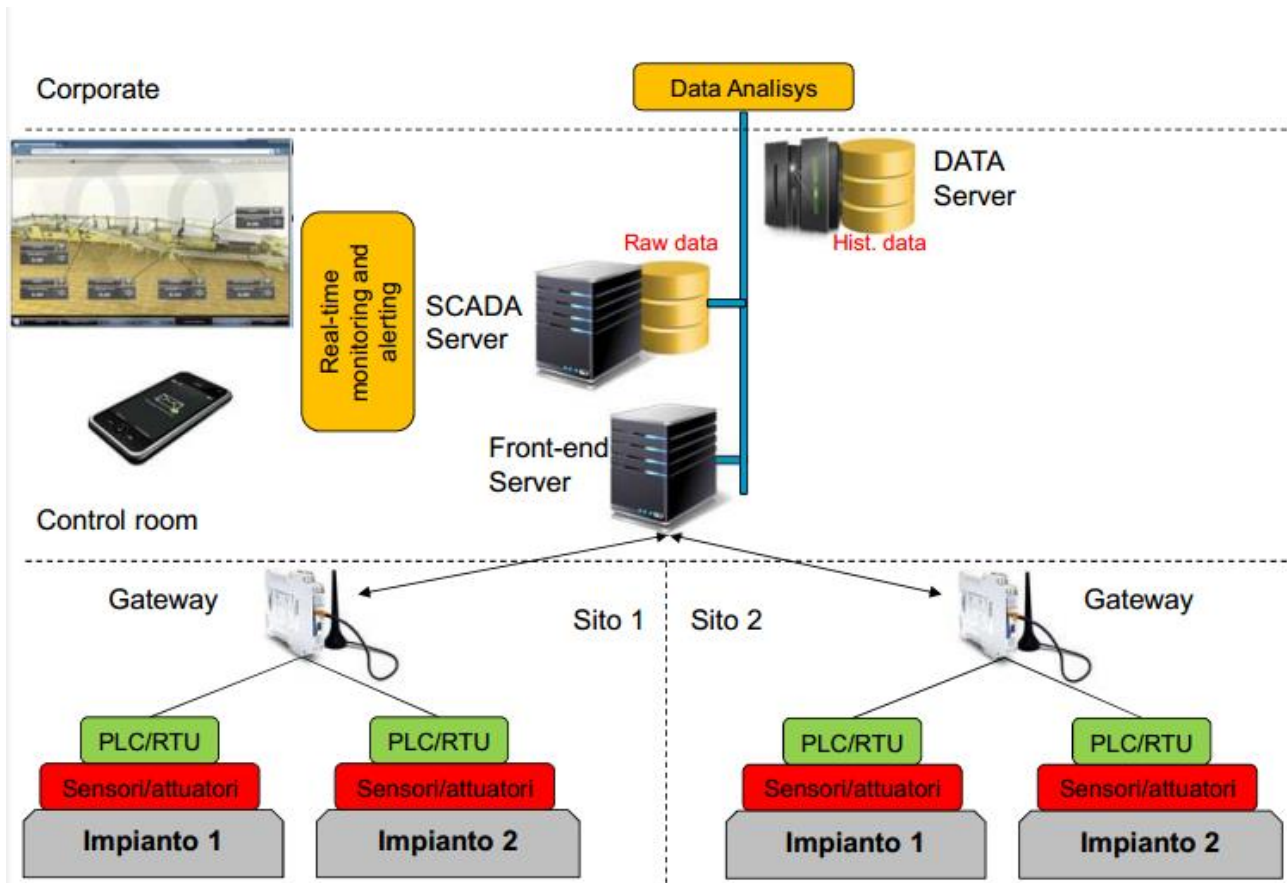 Corporate
Data Analisys
DATA
Server
Raw data
Hist. data
Real-time
monitoring and
alerting
SCADA
Server
Front-end
Server
Control room
Gateway
Sito 1
Sito 2
Gateway
PLC/RTU
PLC/RTU
PLC/RTU
PLC/RTU
Sensori/attuatori
Sensori/attuatori
Sensori/attuatori
Sensori/attuatori
Impianto 1
Impianto 2
Impianto 1
Impianto 2